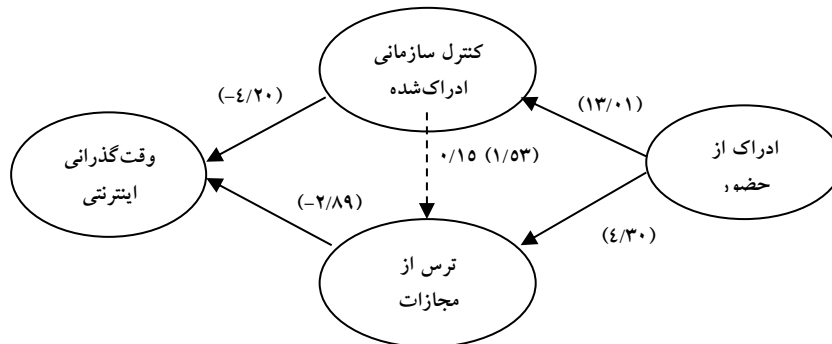 کنترل سازمانی
ادراک‌شده
(-٤/٢٠)
(١٣/٠١)
وقت‌گذرانی
اینترنتی
٠/١٥ (١/٥٣)
ادراک از
حضور
(-٢/٨٩)
(٤/٣٠)
ترس از
مجازات